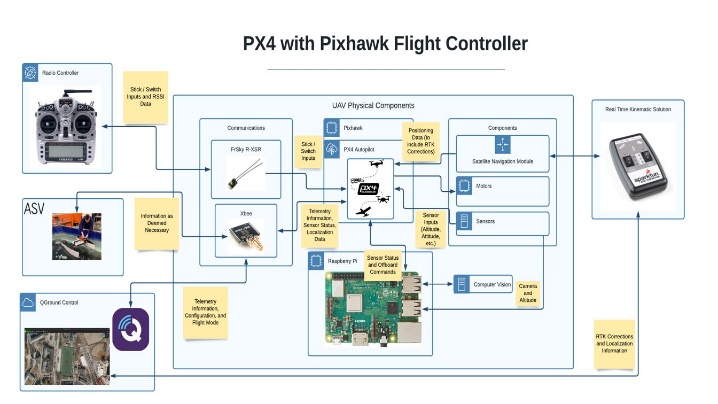 PX4 with Pixhawk Flight Controller
Radio Controller
Stick / Switch
Inputs and RSSI
Data
UAV Physical Components
Communications
FrSky R-XSR
Xbee
Stick /
Switch
Inputs
Pixhawk
PX4 Autopilot
px4
Positioning
Data (to
include RTK
Corrections)
Components
Satellite Navigation Module
Motors
Sensors
Real Time Kinematic Solution
sparkfun
ASV
Information as
Deemed
Necessary
Telemetry
Information,
Sensor Status,
Localization
Data
Sensor
Inputs
(Altitude,
Attitude,
etc.)
Raspberry Pi
Sensor Status
and Offboard
Commands
Computer Vision
Camera
and
Altitude
QGround Control
Q
Telemetry
Information,
Configuration, and
Flight Mode
RTK Corrections
and Localization
Information